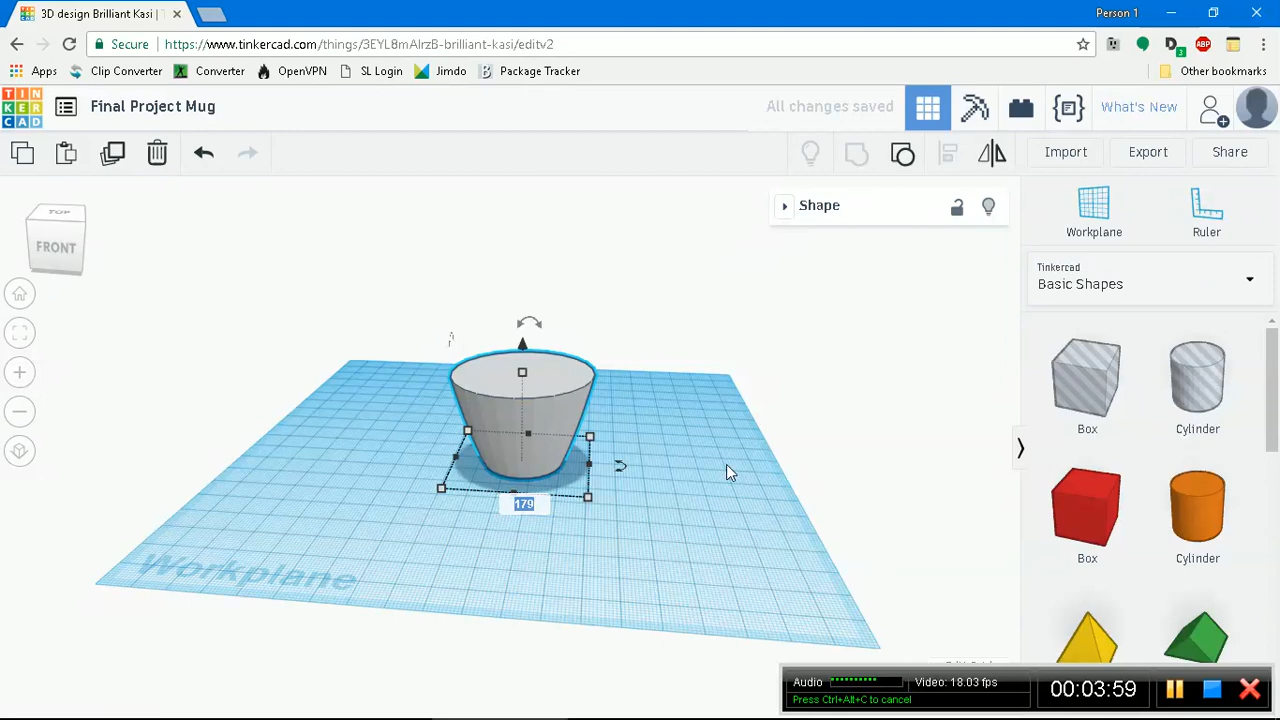 3D design Brilliant Kasi |
Person 1
Secure
https://www.tinkercad.com/things/3EYL8mAlrzB-brilliant-kasi/editv2
ABP
3
Apps
Clip Converter
Converter
OpenVPN
SL Login
Jimdo
Package Tracker
Other bookmarks
TIN
KER
CAD
Final Project Mug
All changes saved
What's New
Import
Export
Share
TOP
FRONT
Shape
Workplane
Ruler
Tinkercad
Basic Shapes
Box
Cylinder
Box
Cylinder
179
Workplane
Audio
Video: 18.03 fps
Press Ctrl+Alt+C to cancel
00:03:59